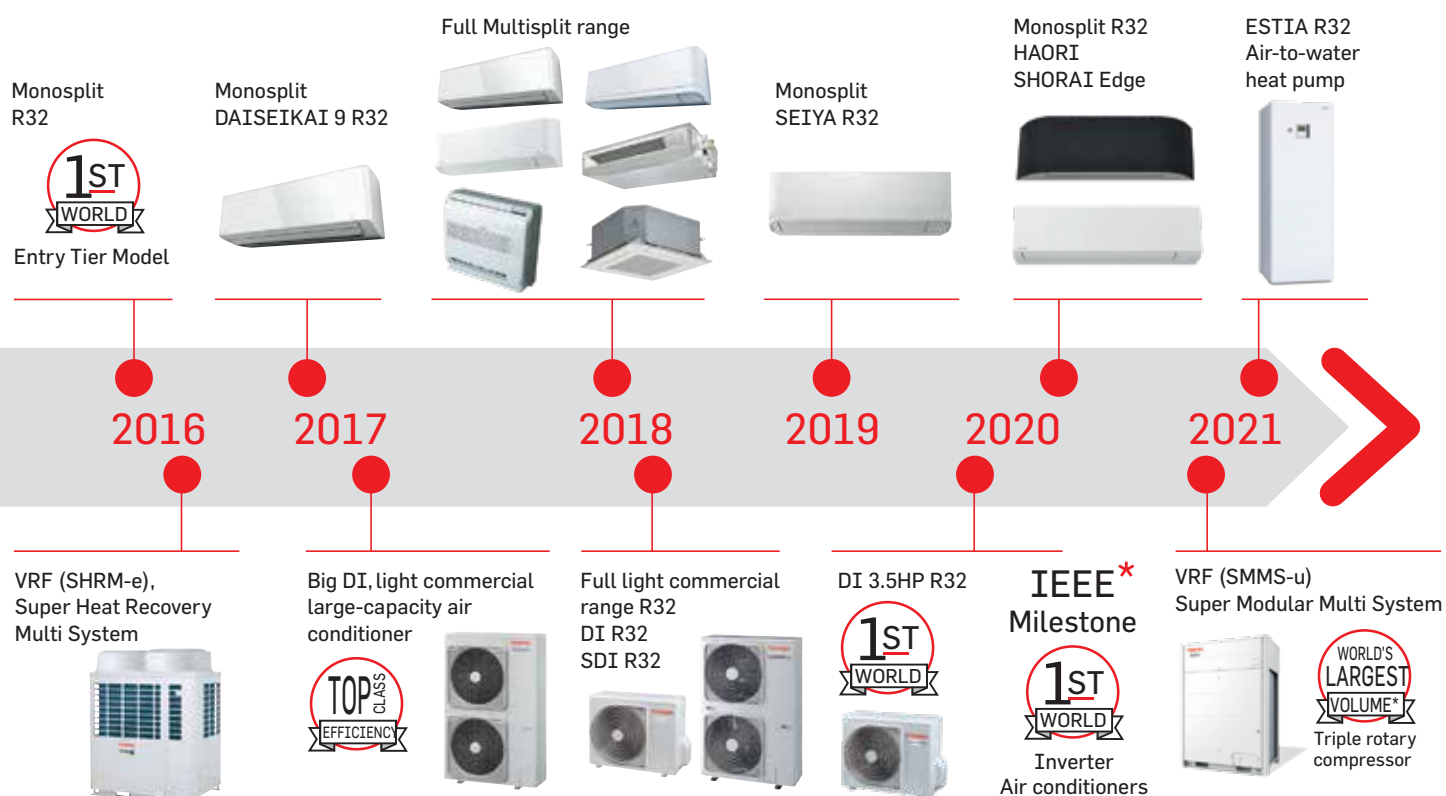 Monosplit
R32
1ST
WORLD
Entry Tier Model
Monosplit
DAISEIKAI 9 R32
Full Multisplit range
Monosplit
SEIYA R32
Monosplit R32
HAORI
SHORAI Edge
ESTIA R32
Air-to-water
heat pump
2016
2017
2018
2019
2020
2021
VRF (SHRM-e),
Super Heat Recovery
Multi System
Big DI, light commercial
large-capacity air
conditioner
TOP CLASS
EFFICIENCY
Full light commercial
range R32
DI R32
SDI R32
DI 3.5HP R32
1ST
WORLD
IEEE*
Milestone
1ST
WORLD
Inverter
Air conditioners
VRF (SMMS-u)
Super Modular Multi System
WORLD'S
LARGEST
VOLUME*
Triple rotary
compressor